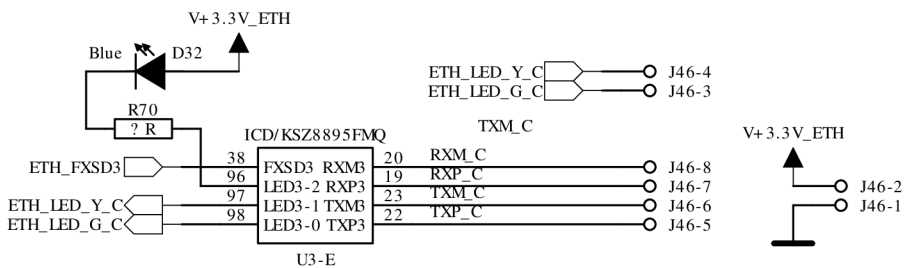 V+3.3V_ETH
Blue D32
ETH_LED_Y_C J46-4
ETH_LED_G_C J46-3
R70
? R
ICD/KSZ8895FMQ
TXM_C
V+3.3V_ETH
ETH_FXSD3 38 FXSD3 RXM3 20 RXM_C J46-8
96 LED3-2 RXP3 19 RXP_C J46-7
ETH_LED_Y_C 97 LED3-1 TXM3 23 TXM_C J46-6
ETH_LED_G_C 98 LED3-0 TXP3 22 TXP_C J46-5
J46-2
J46-1
U3-E